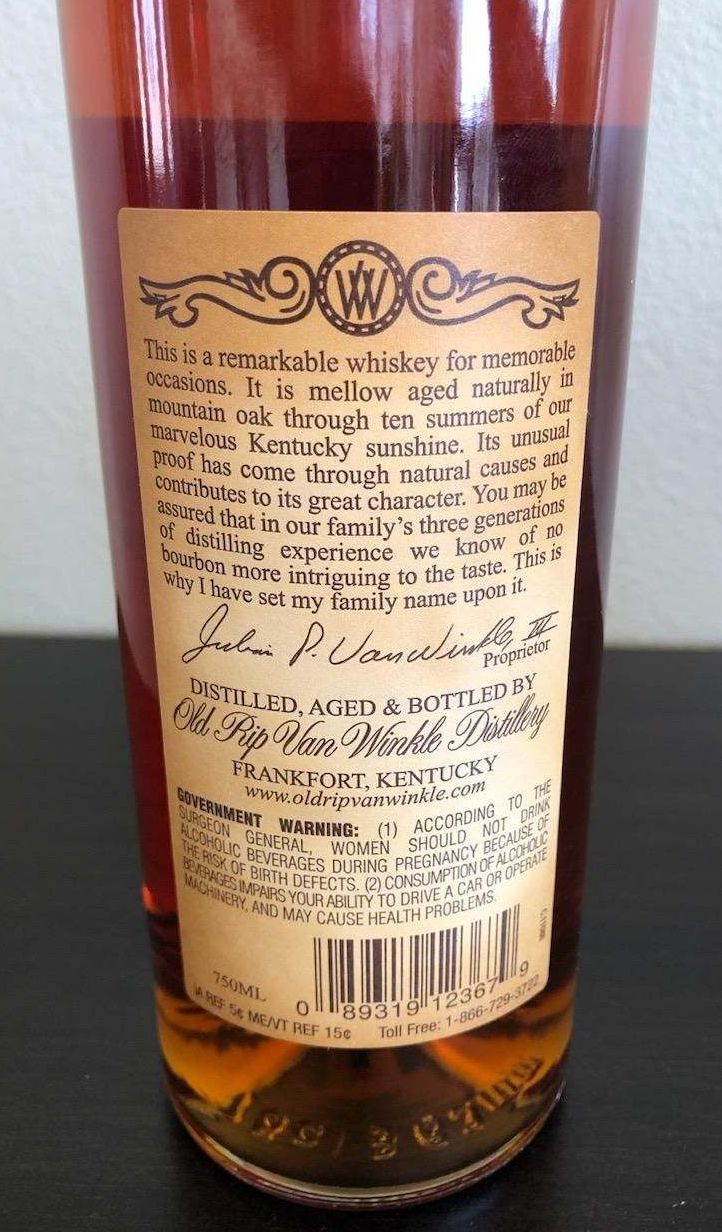 VW
This is a remarkable whiskey for memorable
occasions. It is mellow aged naturally in
mountain oak through ten summers of our
marvelous Kentucky sunshine. Its unusual
proof has come through natural causes and
contributes to its great character. You may be
assured that in our family's three generations
of distilling experience we know of no
bourbon more intriguing to the taste. This is
why I have set my family name upon it.
Julian P. Van Winkle, III
Proprietor
DISTILLED, AGED & BOTTLED BY
Old Rip Van Winkle Distillery
FRANKFORT, KENTUCKY
www.oldripvanwinkle.com
GOVERNMENT WARNING: (1) ACCORDING TO THE
SURGEON GENERAL, WOMEN SHOULD NOT DRINK
ALCOHOLIC BEVERAGES DURING PREGNANCY BECAUSE OF
THE RISK OF BIRTH DEFECTS. (2) CONSUMPTION OF ALCOHOLIC
BEVERAGES IMPAIRS YOUR ABILITY TO DRIVE A CAR OR OPERATE
MACHINERY, AND MAY CAUSE HEALTH PROBLEMS.
750ML
0 89319 12367 9
IA REF 5¢ ME/VT REF 15¢ Toll Free: 1-866-729-3722